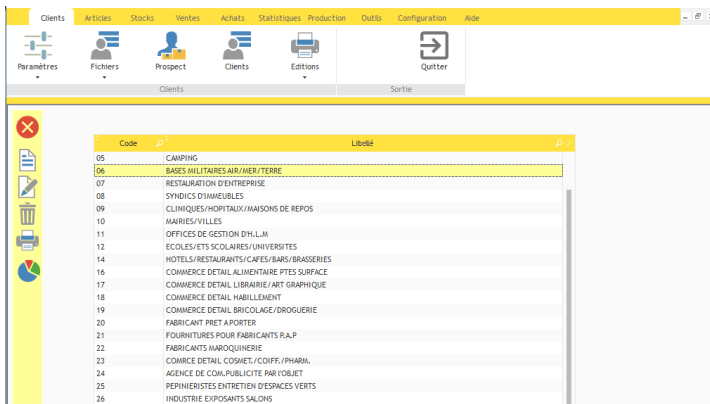 Clients Articles Stocks Ventes Achats Statistiques Production Outils Configuration Aide
Paramètres Fichiers Prospect Clients Editions Quitter
Clients Sortie
Code Libellé
05 CAMPING
06 BASES MILITAIRES AIR/MER/TERRE
07 RESTAURATION D'ENTREPRISE
08 SYNDICS D'IMMEUBLES
09 CLINIQUES/HOPITAUX/MAISONS DE REPOS
10 MAIRIES/VILLES
11 OFFICES DE GESTION D'H.L.M
12 ECOLES/ETS SCOLAIRES/UNIVERSITES
14 HOTELS/RESTAURANTS/CAFES/BARS/BRASSERIES
16 COMMERCE DETAIL ALIMENTAIRE PTES SURFACE
17 COMMERCE DETAIL LIBRAIRIE/ART GRAPHIQUE
18 COMMERCE DETAIL HABILLEMENT
19 COMMERCE DETAIL BRICOLAGE/DROGUERIE
20 FABRICANT PRET A PORTER
21 FOURNITURES POUR FABRICANTS P.A.P
22 FABRICANTS MAROQUINERIE
23 COMRCE DETAIL COSMET./COIFF./PHARM.
24 AGENCE DE COM.PUBLICITE PAR l'OBJET
25 PEPINIERISTES ENTRETIEN D'ESPACES VERTS
26 INDUSTRIE EXPOSANTS SALONS